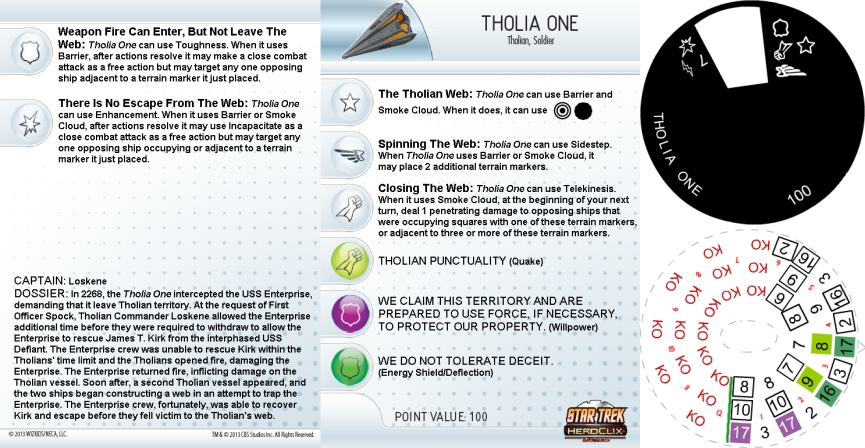 Weapon Fire Can Enter, But Not Leave The
Web: Tholia One can use Toughness. When it uses
Barrier, after actions resolve it may make a close combat
attack as a free action but may target any one opposing
ship adjacent to a terrain marker it just placed.
There Is No Escape From The Web: Tholia One
can use Enhancement. When it uses Barrier or Smoke
Cloud, after actions resolve it may use Incapacitate as a
close combat attack as a free action but may target any
one opposing ship occupying or adjacent to a terrain
marker it just placed.
CAPTAIN: Loskene
DOSSIER: In 2268, the Tholia One intercepted the USS Enterprise,
demanding that it leave Tholian territory. At the request of First
Officer Spock, Tholian Commander Loskene allowed the Enterprise
additional time before they were required to withdraw to allow the
Enterprise to rescue James T. Kirk from the interphased USS
Defiant. The Enterprise crew was unable to rescue Kirk within the
Tholians' time limit and the Tholians opened fire, damaging the
Enterprise. The Enterprise returned fire, inflicting damage on the
Tholian vessel. Soon after, a second Tholian vessel appeared, and
the two ships began constructing a web in an attempt to trap the
Enterprise. The Enterprise crew, fortunately, was able to recover
Kirk and escape before they fell victim to the Tholian's web.
© 2013 WIZKIDS/NECA, LLC.
TM & © 2013 CBS Studios Inc. All Rights Reserved.
THOLIA ONE
Tholian, Soldier
The Tholian Web: Tholia One can use Barrier and
Smoke Cloud. When it does, it can use
Spinning The Web: Tholia One can use Sidestep.
When Tholia One uses Barrier or Smoke Cloud, it
may place 2 additional terrain markers.
Closing The Web: Tholia One can use Telekinesis.
When it uses Smoke Cloud, at the beginning of your next
turn, deal 1 penetrating damage to opposing ships that
were occupying squares with one of these terrain markers,
or adjacent to three or more of these terrain markers.
THOLIAN PUNCTUALITY (Quake)
WE CLAIM THIS TERRITORY AND ARE
PREPARED TO USE FORCE, IF NECESSARY,
TO PROTECT OUR PROPERTY. (Willpower)
WE DO NOT TOLERATE DECEIT.
(Energy Shield/Deflection)
POINT VALUE: 100
STAR TREK
HEROCLIX
7
THOLIA ONE
100
8
10
17
8
10
3
17
7
9
16
3
8
8
17
2
8
9
16
3
6
9
16
2
KO KO KO KO
KO KO KO KO
KO KO KO KO
KO KO KO KO
KO KO KO KO